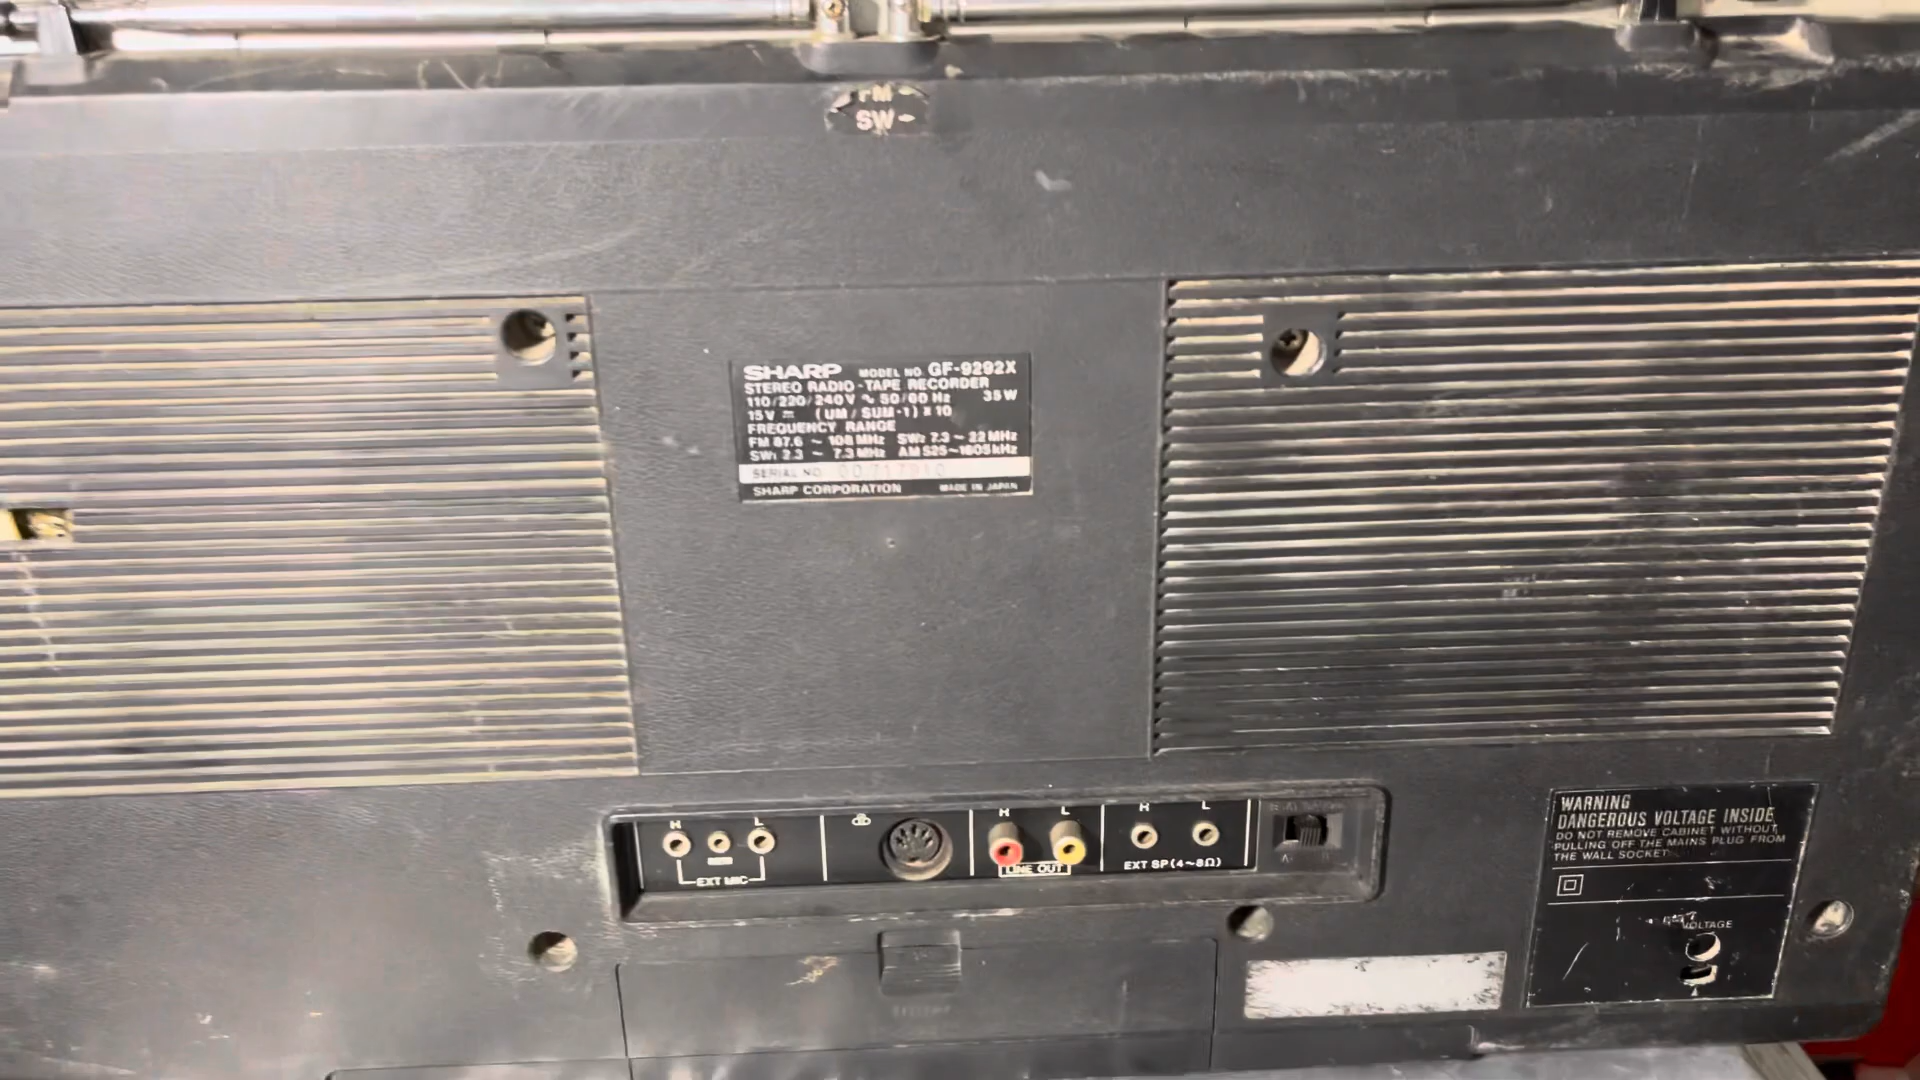 FM
SW→
SHARP MODEL NO. GF-9292X
STEREO RADIO-TAPE RECORDER
110/220/240V ~ 50/60 Hz 35W
15V ⎓ (UM/SUM-1) x 10
FREQUENCY RANGE
FM 87.6 ~ 108 MHz SW₂ 7.3 ~ 22 MHz
SW₁ 2.3 ~ 7.3 MHz AM 525~1605kHz
SERIAL NO.
SHARP CORPORATION MADE IN JAPAN
R L
EXT MIC
R L
LINE OUT
R L
EXT SP (4~8Ω)
WARNING
DANGEROUS VOLTAGE INSIDE
DO NOT REMOVE CABINET WITHOUT
PULLING OFF THE MAINS PLUG FROM
THE WALL SOCKET.
VOLTAGE